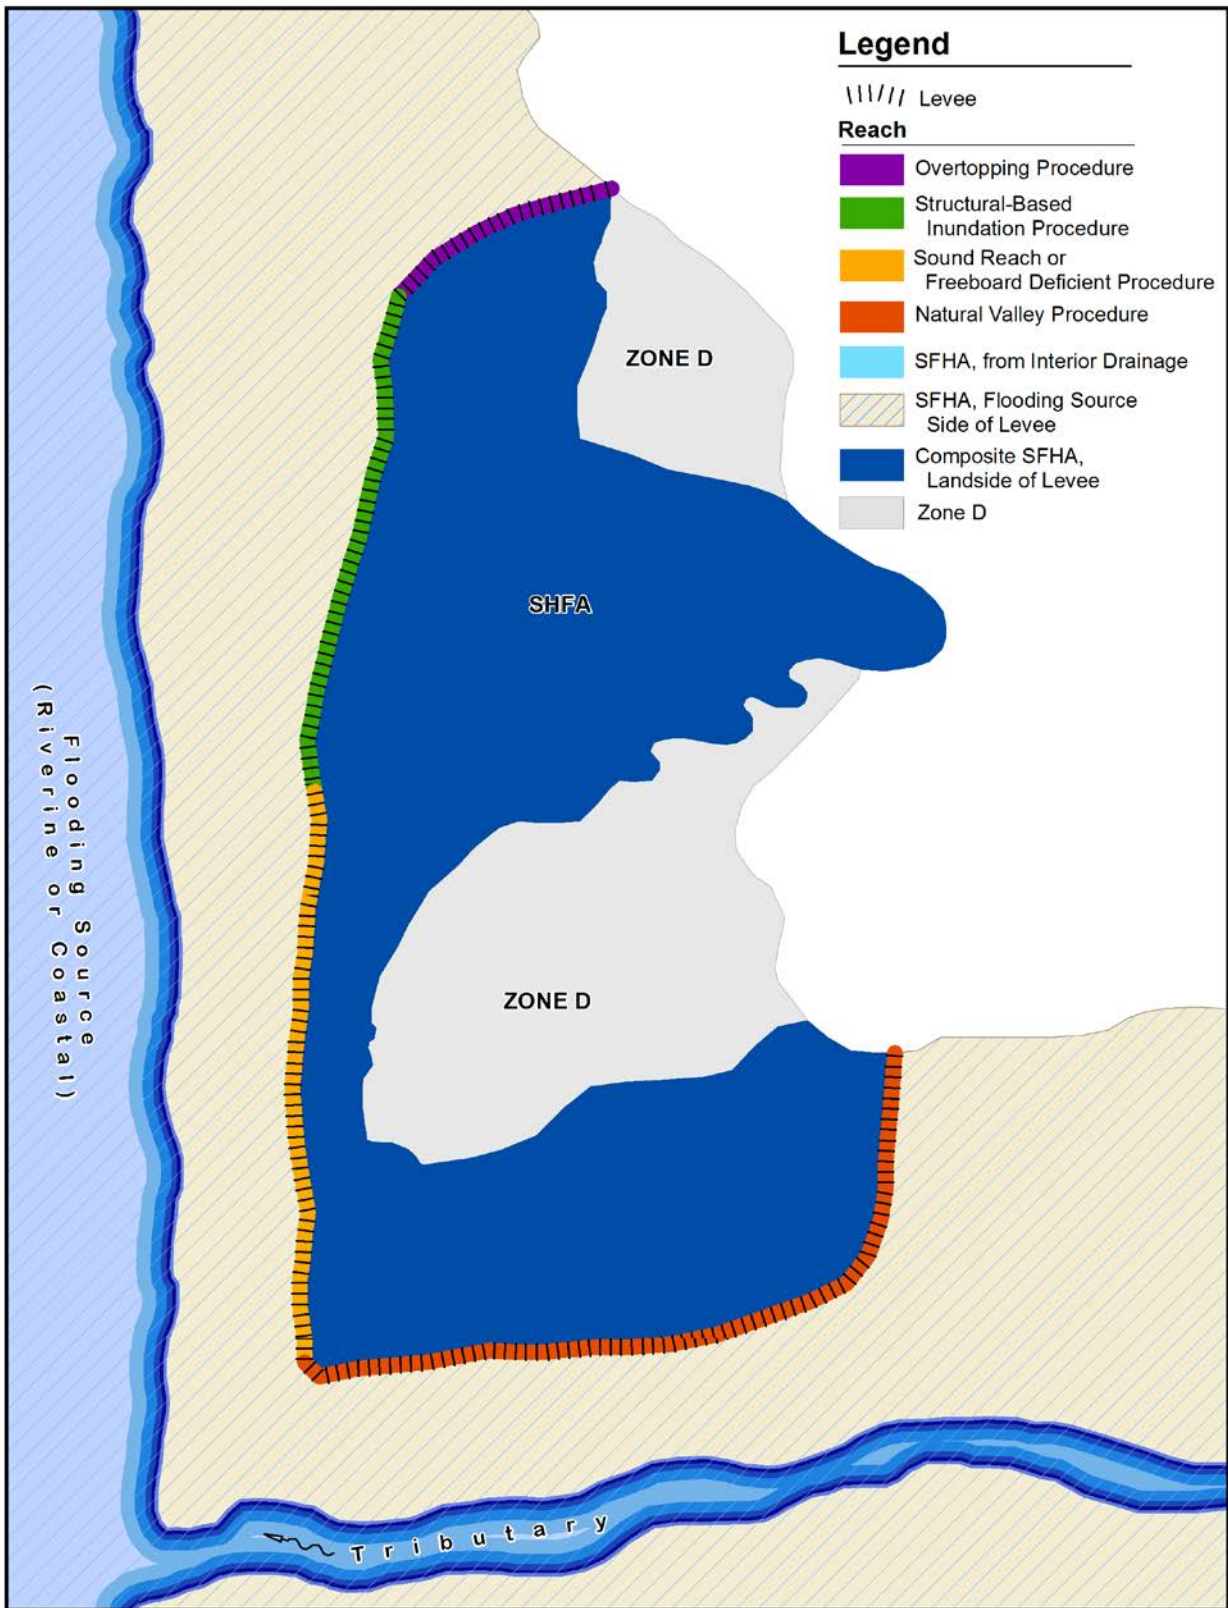 Legend
Levee
Reach
Overtopping Procedure
Structural-Based
Inundation Procedure
Sound Reach or
Freeboard Deficient Procedure
Natural Valley Procedure
SFHA, from Interior Drainage
SFHA, Flooding Source
Side of Levee
Composite SFHA,
Landside of Levee
Zone D
ZONE D
SHFA
ZONE D
Flooding Source
(Riverine or Coastal)
Tributary